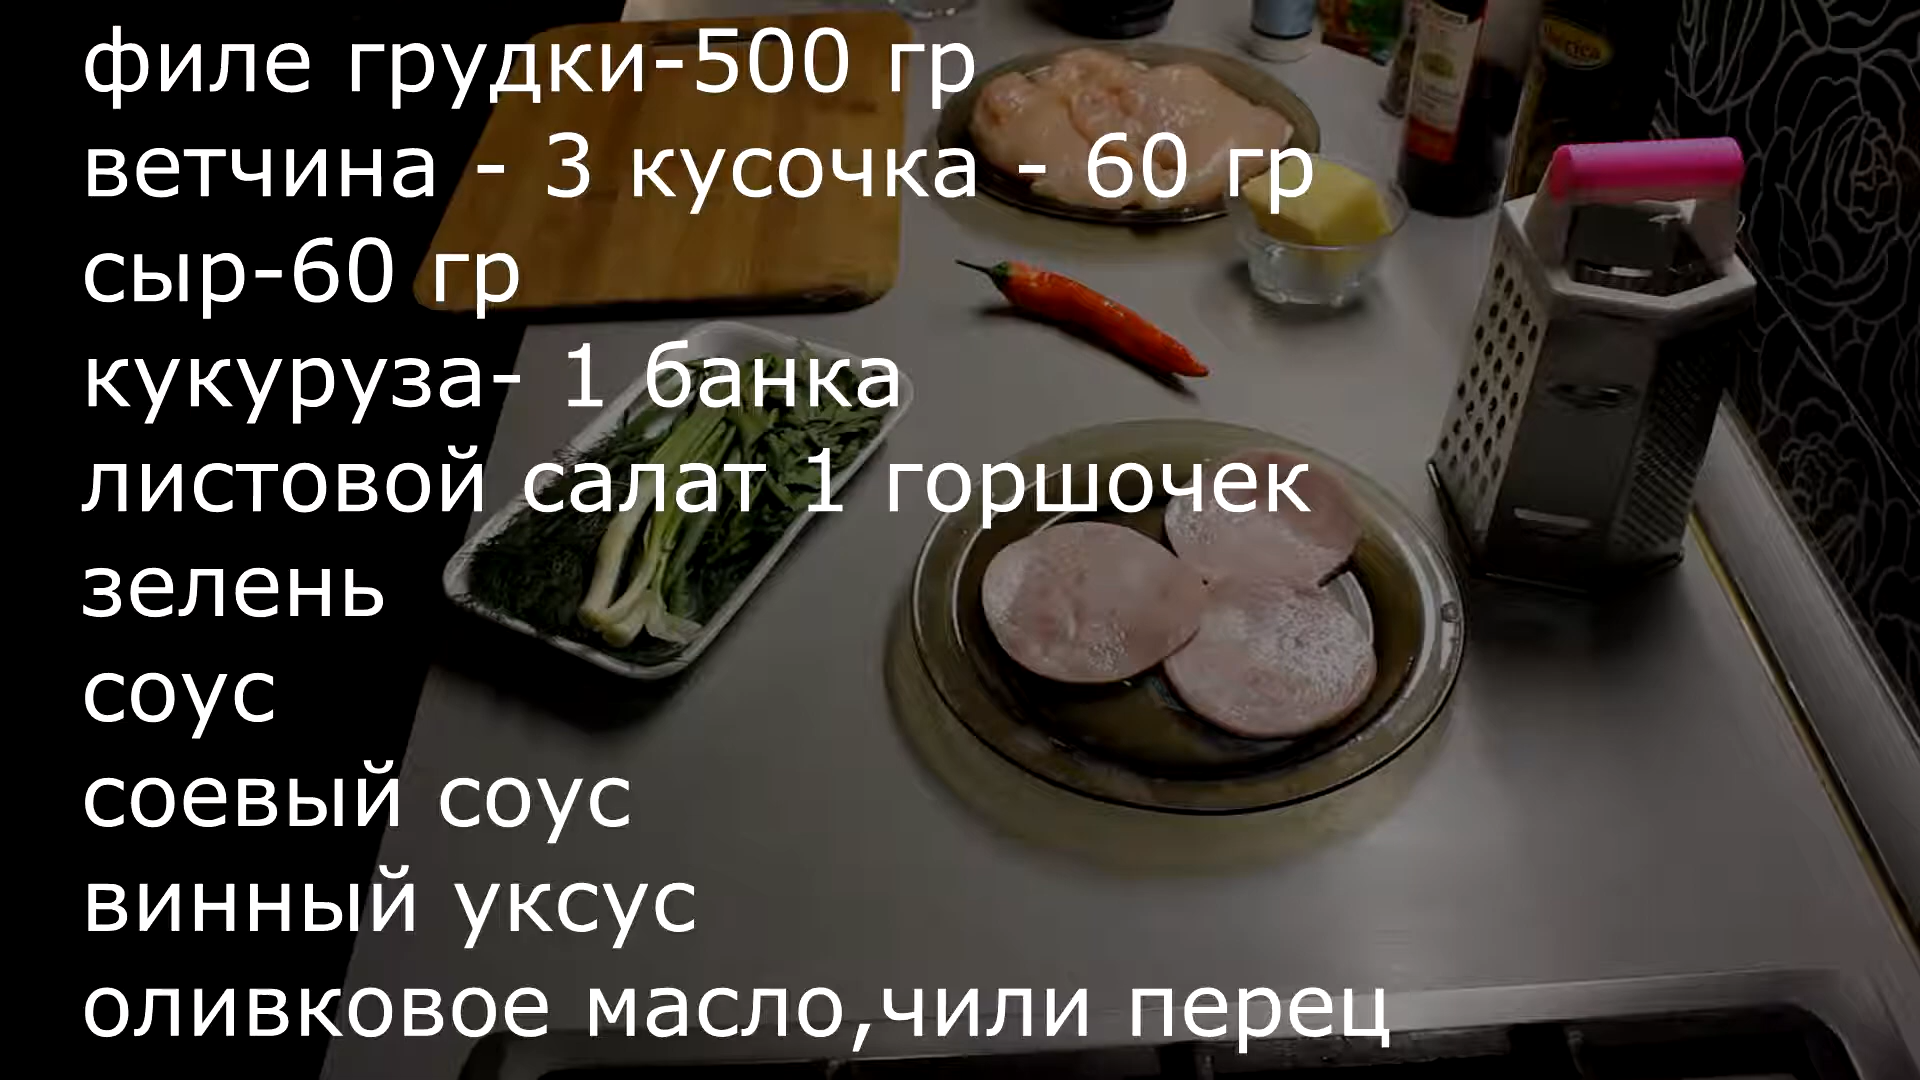 филе грудки-500 гр
ветчина - 3 кусочка - 60 гр
сыр-60 гр
кукуруза- 1 банка
листовой салат 1 горшочек
зелень
соус
соевый соус
винный уксус
оливковое масло,чили перец